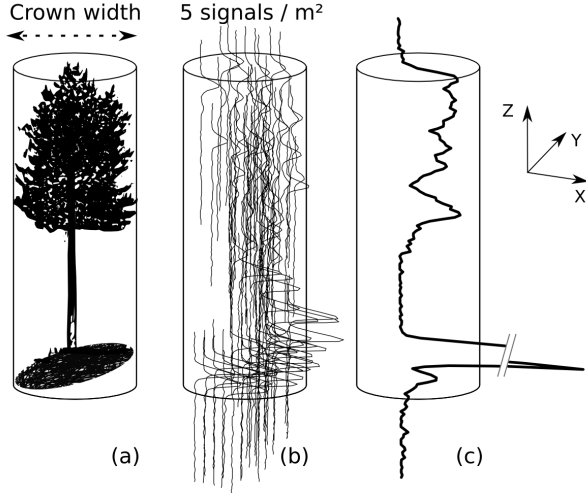 Crown width
5 signals / m²
Z
Y
X
(a)
(b)
(c)